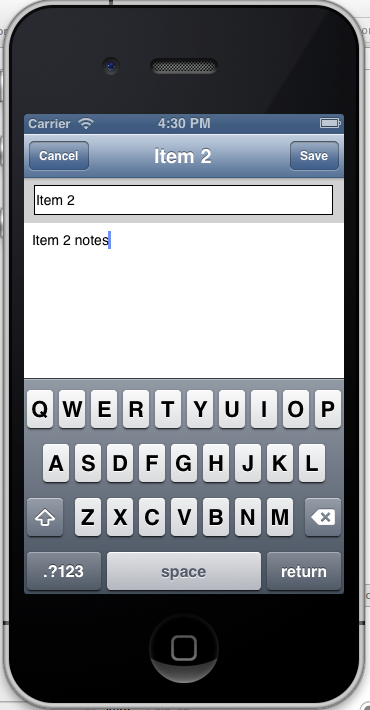 Carrier 4:30 PM
Cancel Item 2 Save
Item 2
Item 2 notes
Q W E R T Y U I O P
A S D F G H J K L
Z X C V B N M
.?123 space return